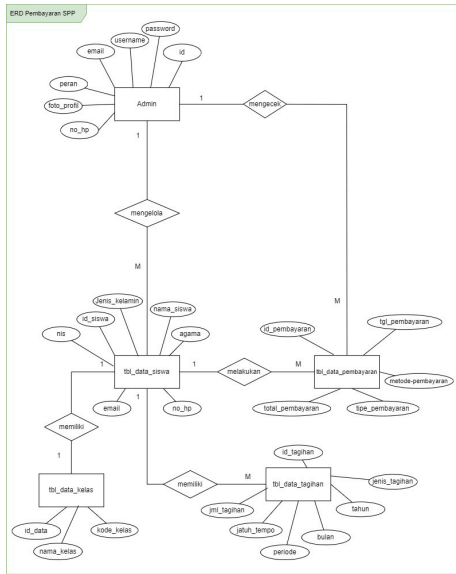 ERD Pembayaran SPP
password
username
email
id
peran
Admin
1
mengecek
foto_profil
no_hp
1
mengelola
M
M
Jenis_kelamin
nama_siswa
id_siswa
agama
nis
tgl_pembayaran
id_pembayaran
1
tbl_data_siswa
1
melakukan
M
tbl_data_pembayaran
metode-pembayaran
email
1
no_hp
total_pembayaran
tipe_pembayaran
memiliki
1
id_tagihan
tbl_data_kelas
memiliki
M
tbl_data_tagihan
jenis_tagihan
jml_tagihan
tahun
id_data
kode_kelas
jatuh_tempo
bulan
nama_kelas
periode